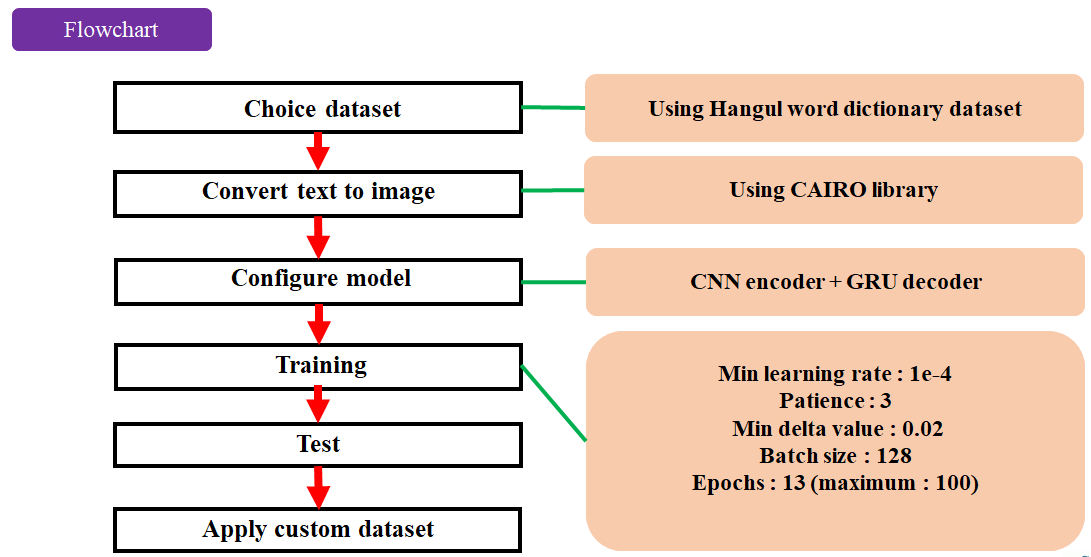 Flowchart
Choice dataset
Using Hangul word dictionary dataset
Convert text to image
Using CAIRO library
Configure model
CNN encoder + GRU decoder
Training
Min learning rate : 1e-4
Patience : 3
Min delta value : 0.02
Batch size : 128
Epochs : 13 (maximum : 100)
Test
Apply custom dataset